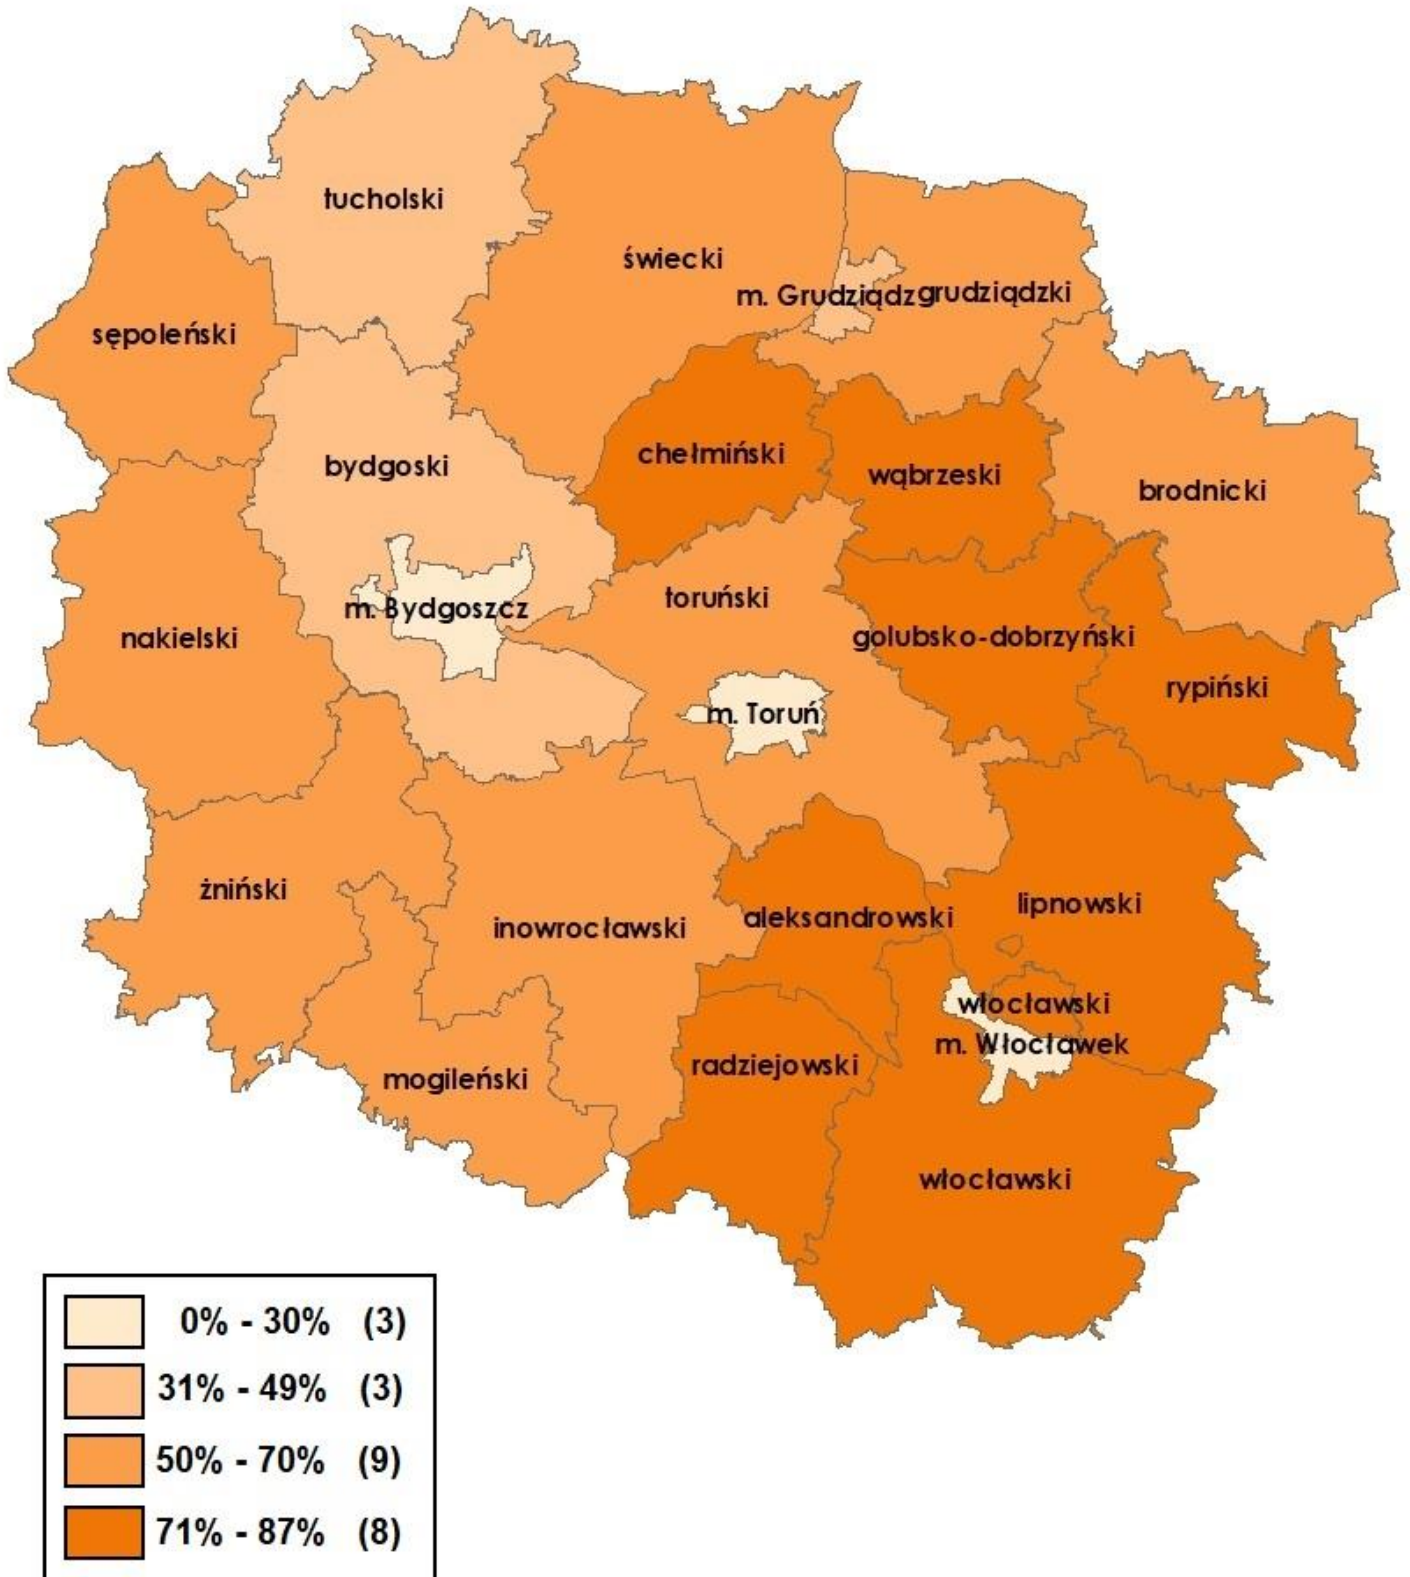 tucholski
świecki
m. Grudziądz
grudziądzki
sępoleński
chełmiński
bydgoski
wąbrzeski
brodnicki
toruński
m. Bydgoszcz
nakielski
golubsko-dobrzyński
rypiński
m. Toruń
żniński
lipnowski
aleksandrowski
inowrocławski
włocławski
m. Włocławek
radziejowski
mogileński
włocławski
0% - 30% (3)
31% - 49% (3)
50% - 70% (9)
71% - 87% (8)